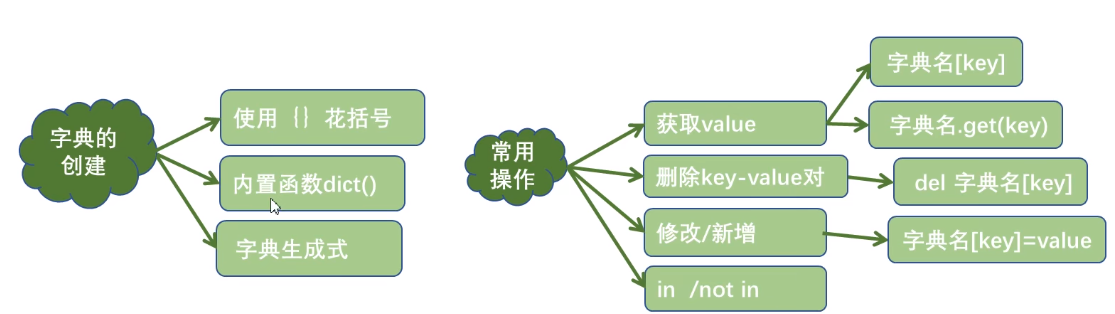 字典的
创建
使用 {} 花括号
内置函数dict()
字典生成式
常用
操作
获取value
字典名[key]
字典名.get(key)
删除key-value对
del 字典名[key]
修改/新增
字典名[key]=value
in /not in